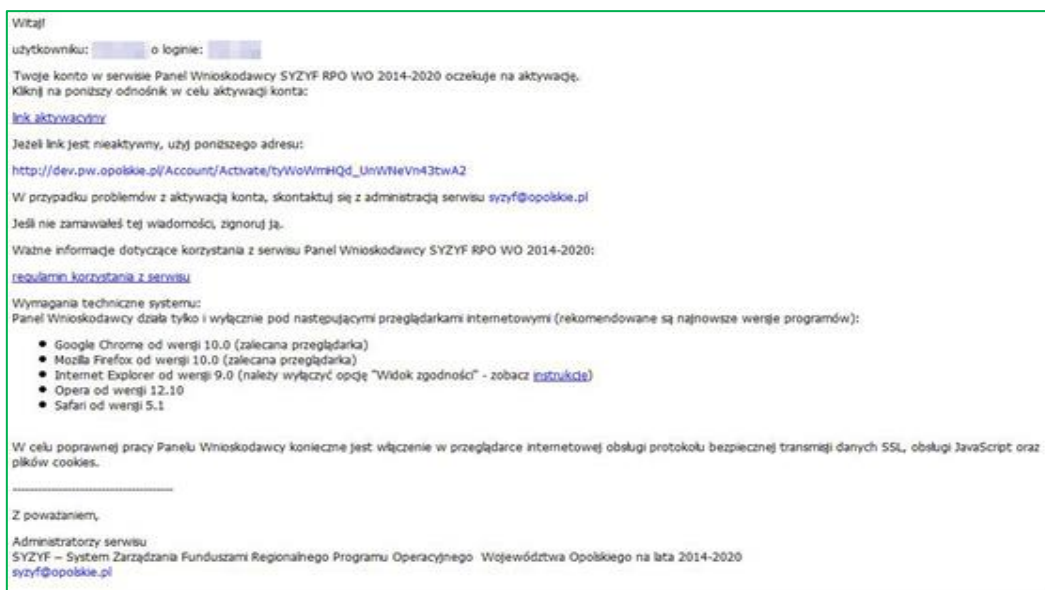 Witaj!
użytkowniku: o loginie:
Twoje konto w serwisie Panel Wnioskodawcy SYZYF RPO WO 2014-2020 oczekuje na aktywację.
Kliknij na poniższy odnośnik w celu aktywacji konta:
link aktywacyjny
Jeżeli link jest nieaktywny, użyj poniższego adresu:
http://dev.pw.opolskie.pl/Account/Activate/tyWoWmHQd_UnWNeVn43twA2
W przypadku problemów z aktywacją konta, skontaktuj się z administracją serwisu syzyf@opolskie.pl
Jeśli nie zamawiałeś tej wiadomości, zignoruj ją.
Ważne informacje dotyczące korzystania z serwisu Panel Wnioskodawcy SYZYF RPO WO 2014-2020:
regulamin korzystania z serwisu
Wymagania techniczne systemu:
Panel Wnioskodawcy działa tylko i wyłącznie pod następującymi przeglądarkami internetowymi (rekomendowane są najnowsze wersje programów):
● Google Chrome od wersji 10.0 (zalecana przeglądarka)
● Mozilla Firefox od wersji 10.0 (zalecana przeglądarka)
● Internet Explorer od wersji 9.0 (należy wyłączyć opcję "Widok zgodności" - zobacz instrukcję)
● Opera od wersji 12.10
● Safari od wersji 5.1
W celu poprawnej pracy Panelu Wnioskodawcy konieczne jest włączenie w przeglądarce internetowej obsługi protokołu bezpiecznej transmisji danych SSL, obsługi JavaScript oraz
plików cookies.
----------------------------------------
Z poważaniem,
Administratorzy serwisu
SYZYF – System Zarządzania Funduszami Regionalnego Programu Operacyjnego Województwa Opolskiego na lata 2014-2020
syzyf@opolskie.pl